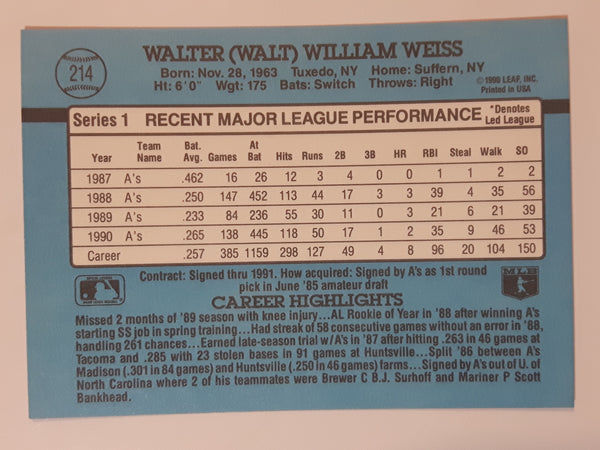 214
WALTER (WALT) WILLIAM WEISS
Born: Nov. 28, 1963 Tuxedo, NY Home: Suffern, NY
Ht: 6'0" Wgt: 175 Bats: Switch Throws: Right
©1990 LEAF, INC.
Printed in USA
Series 1 RECENT MAJOR LEAGUE PERFORMANCE *Denotes Led League
Year Team Name Bat. Avg. Games At Bat Hits Runs 2B 3B HR RBI Steal Walk SO
1987 A's .462 16 26 12 3 4 0 0 1 1 2 2
1988 A's .250 147 452 113 44 17 3 3 39 4 35 56
1989 A's .233 84 236 55 30 11 0 3 21 6 21 39
1990 A's .265 138 445 118 50 17 1 2 35 9 46 53
Career .257 385 1159 298 127 49 4 8 96 20 104 150
Contract: Signed thru 1991. How acquired: Signed by A's as 1st round
pick in June '85 amateur draft
MLB
CAREER HIGHLIGHTS
Missed 2 months of '89 season with knee injury...AL Rookie of Year in '88 after winning A's
starting SS job in spring training...Had streak of 58 consecutive games without an error in '88,
handling 261 chances...Earned late-season trial w/A's in '87 after hitting .263 in 46 games at
Tacoma and .285 with 23 stolen bases in 91 games at Huntsville...Split '86 between A's
Madison (.301 in 84 games) and Huntsville (.250 in 46 games) farms...Signed by A's out of U. of
North Carolina where 2 of his teammates were Brewer C B.J. Surhoff and Mariner P Scott
Bankhead.